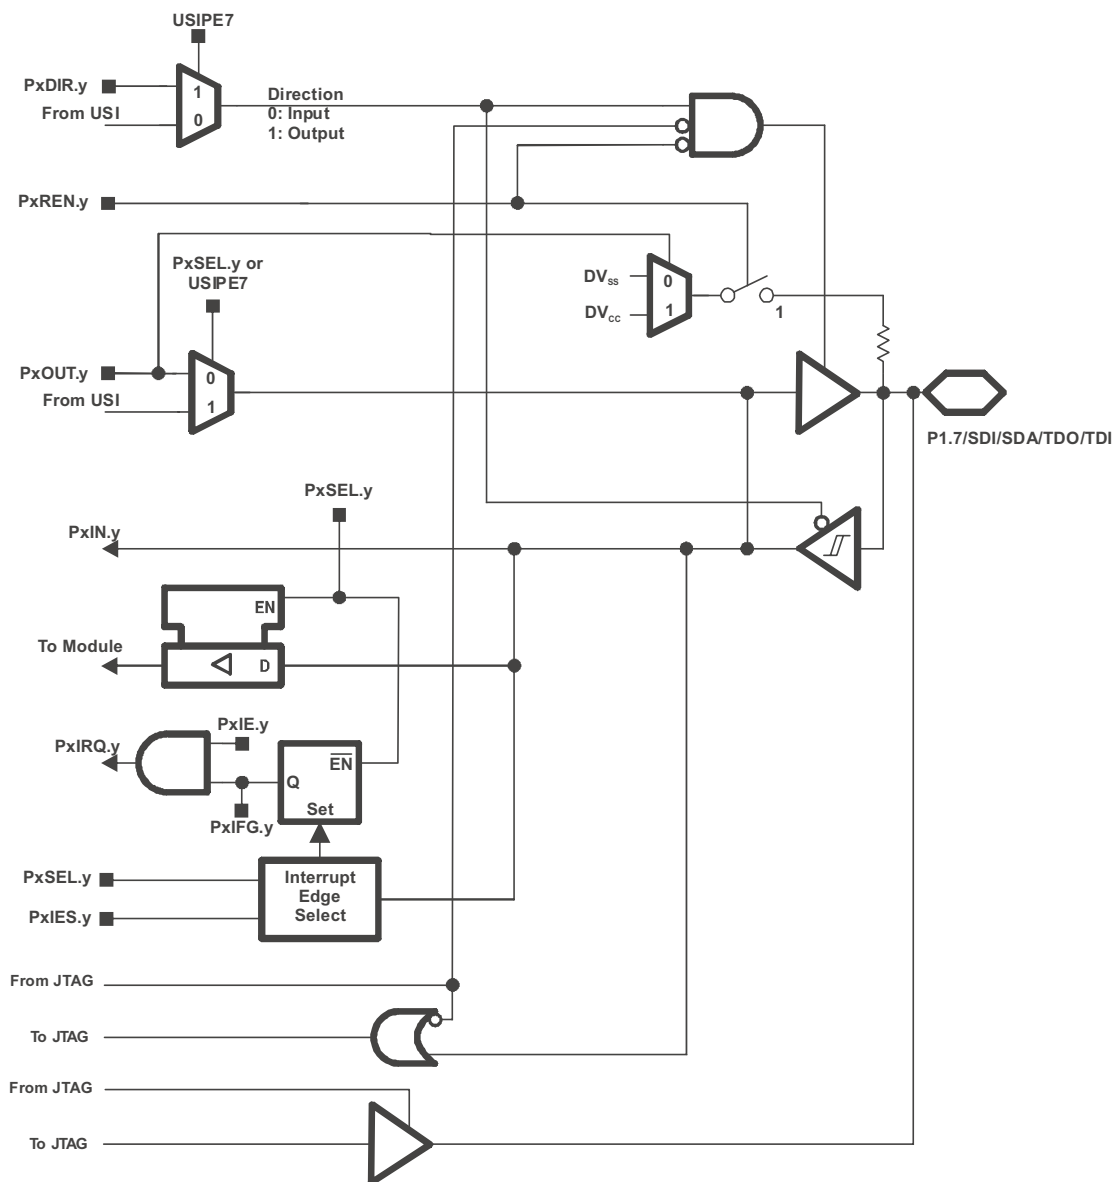 USIPE7
PxDIR.y
From USI
1
0
Direction
0: Input
1: Output
PxREN.y
PxSEL.y or
USIPE7
DVSS
DVCC
0
1
1
PxOUT.y
From USI
0
1
P1.7/SDI/SDA/TDO/TDI
PxSEL.y
PxIN.y
EN
To Module
D
PxIE.y
PxIRQ.y
EN
Q
Set
PxIFG.y
PxSEL.y
PxIES.y
Interrupt
Edge
Select
From JTAG
To JTAG
From JTAG
To JTAG